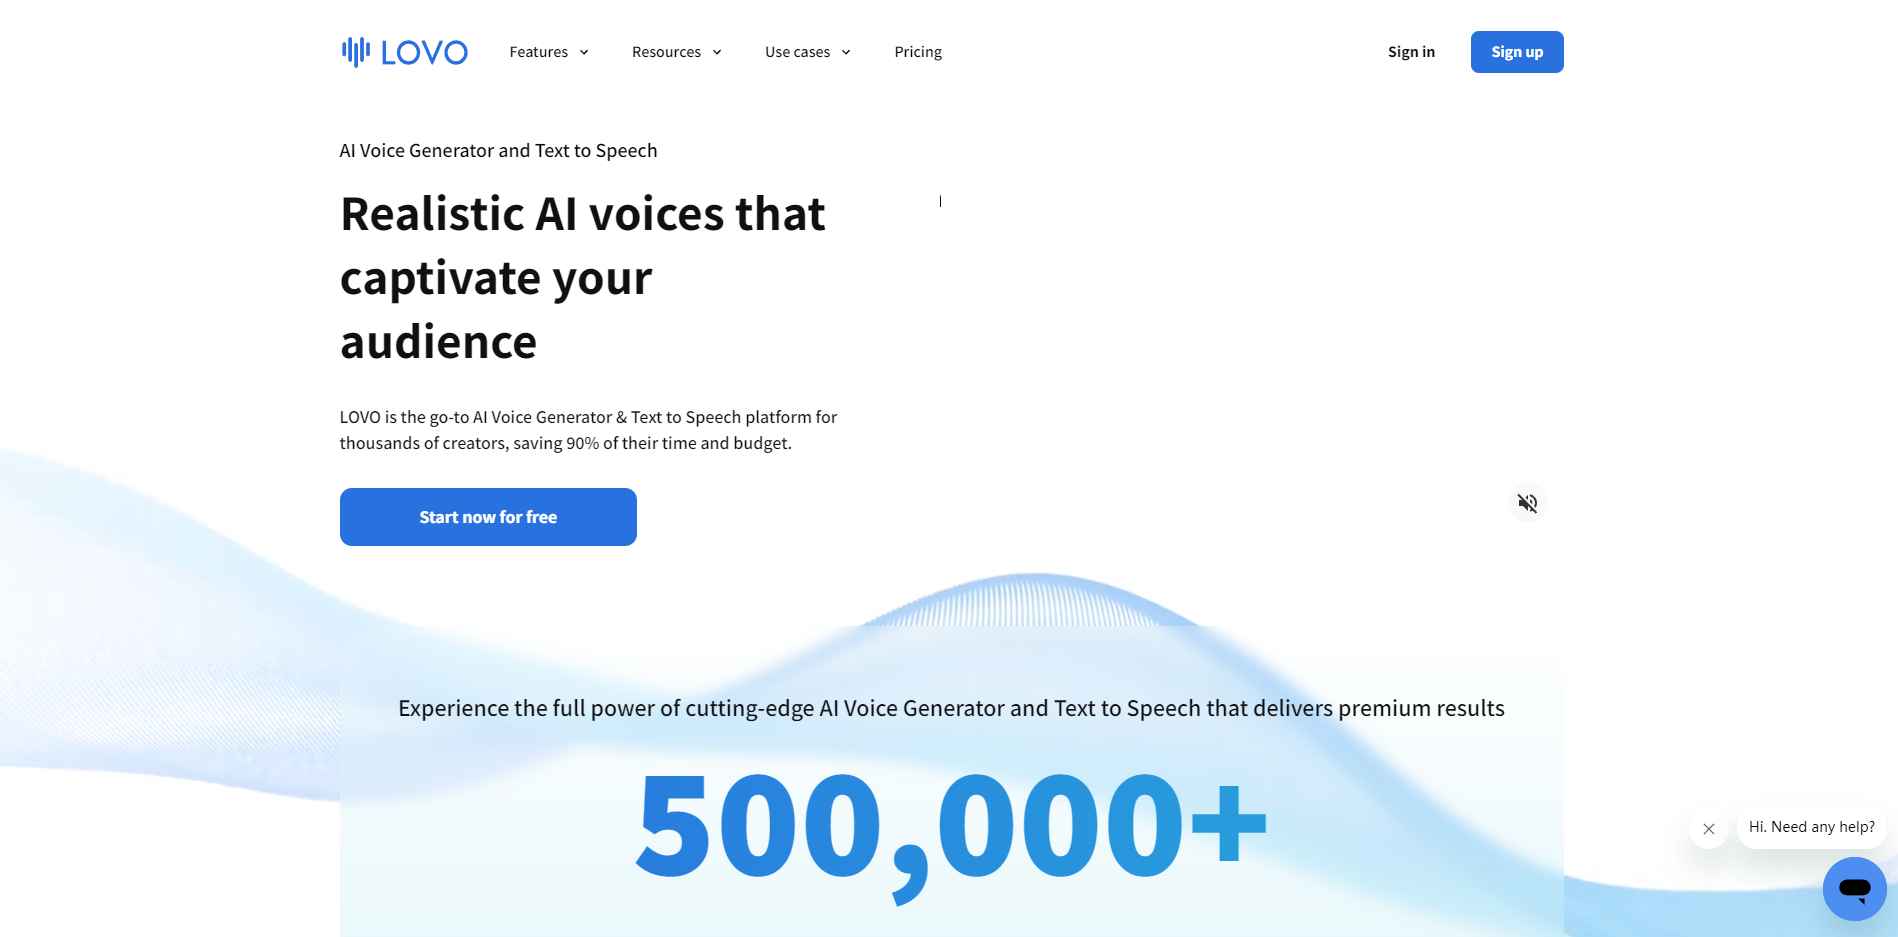 LOVO
Features
Resources
Use cases
Pricing
Sign in
Sign up
AI Voice Generator and Text to Speech
Realistic AI voices that
captivate your
audience
LOVO is the go-to AI Voice Generator & Text to Speech platform for
thousands of creators, saving 90% of their time and budget.
Start now for free
Experience the full power of cutting-edge AI Voice Generator and Text to Speech that delivers premium results
500,000+
Hi. Need any help?